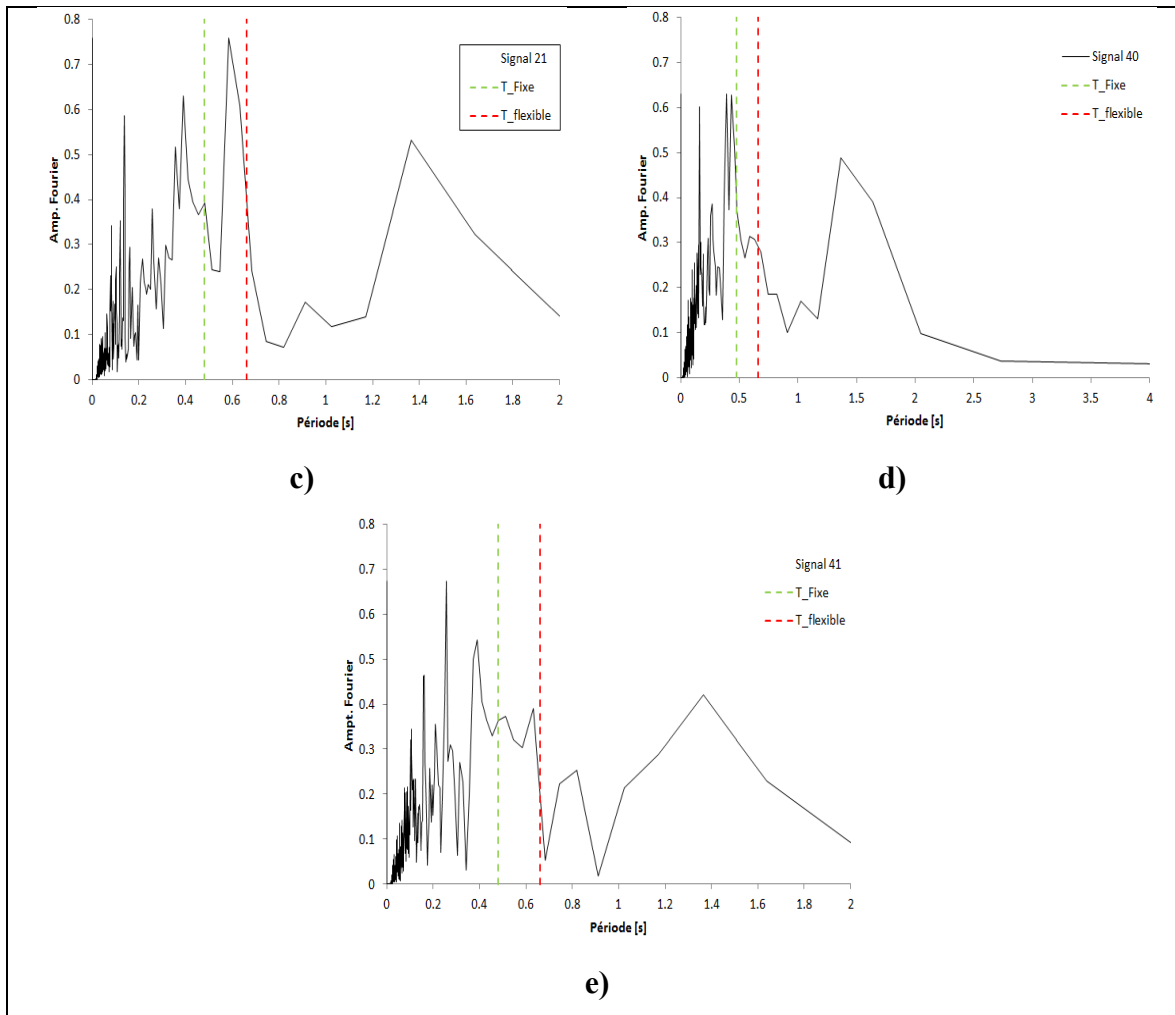 0.8
0.7
0.6
0.5
0.4
0.3
0.2
0.1
0
Amp. Fourier
Signal 21
T_Fixe
T_flexible
0 0.2 0.4 0.6 0.8 1 1.2 1.4 1.6 1.8 2
Période [s]
c)
0.8
0.7
0.6
0.5
0.4
0.3
0.2
0.1
0
Amp. Fourier
Signal 40
T_Fixe
T_flexible
0 0.5 1 1.5 2 2.5 3 3.5 4
Période [s]
d)
0.8
0.7
0.6
0.5
0.4
0.3
0.2
0.1
0
Ampt. Fourier
Signal 41
T_Fixe
T_flexible
0 0.2 0.4 0.6 0.8 1 1.2 1.4 1.6 1.8 2
Période [s]
e)